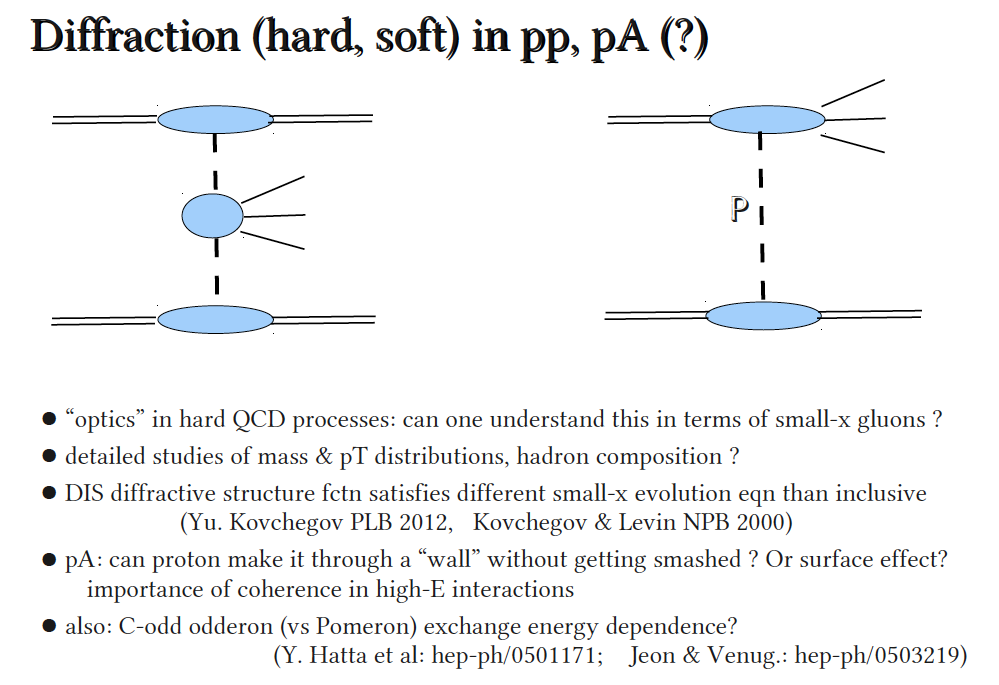 Diffraction (hard, soft) in pp, pA (?)
P
● “optics” in hard QCD processes: can one understand this in terms of small-x gluons ?
● detailed studies of mass & pT distributions, hadron composition ?
● DIS diffractive structure fctn satisfies different small-x evolution eqn than inclusive
(Yu. Kovchegov PLB 2012, Kovchegov & Levin NPB 2000)
● pA: can proton make it through a “wall” without getting smashed ? Or surface effect?
importance of coherence in high-E interactions
● also: C-odd odderon (vs Pomeron) exchange energy dependence?
(Y. Hatta et al: hep-ph/0501171; Jeon & Venug.: hep-ph/0503219)